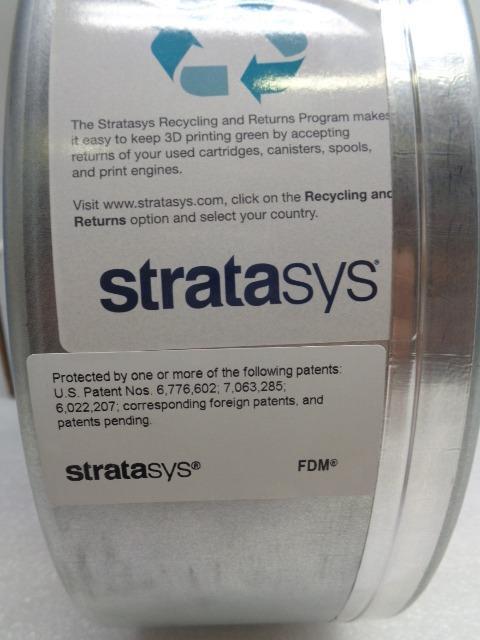 The Stratasys Recycling and Returns Program makes
it easy to keep 3D printing green by accepting
returns of your used cartridges, canisters, spools,
and print engines.
Visit www.stratasys.com, click on the Recycling and
Returns option and select your country.
stratasys®
Protected by one or more of the following patents:
U.S. Patent Nos. 6,776,602; 7,063,285;
6,022,207; corresponding foreign patents, and
patents pending.
stratasys® FDM®